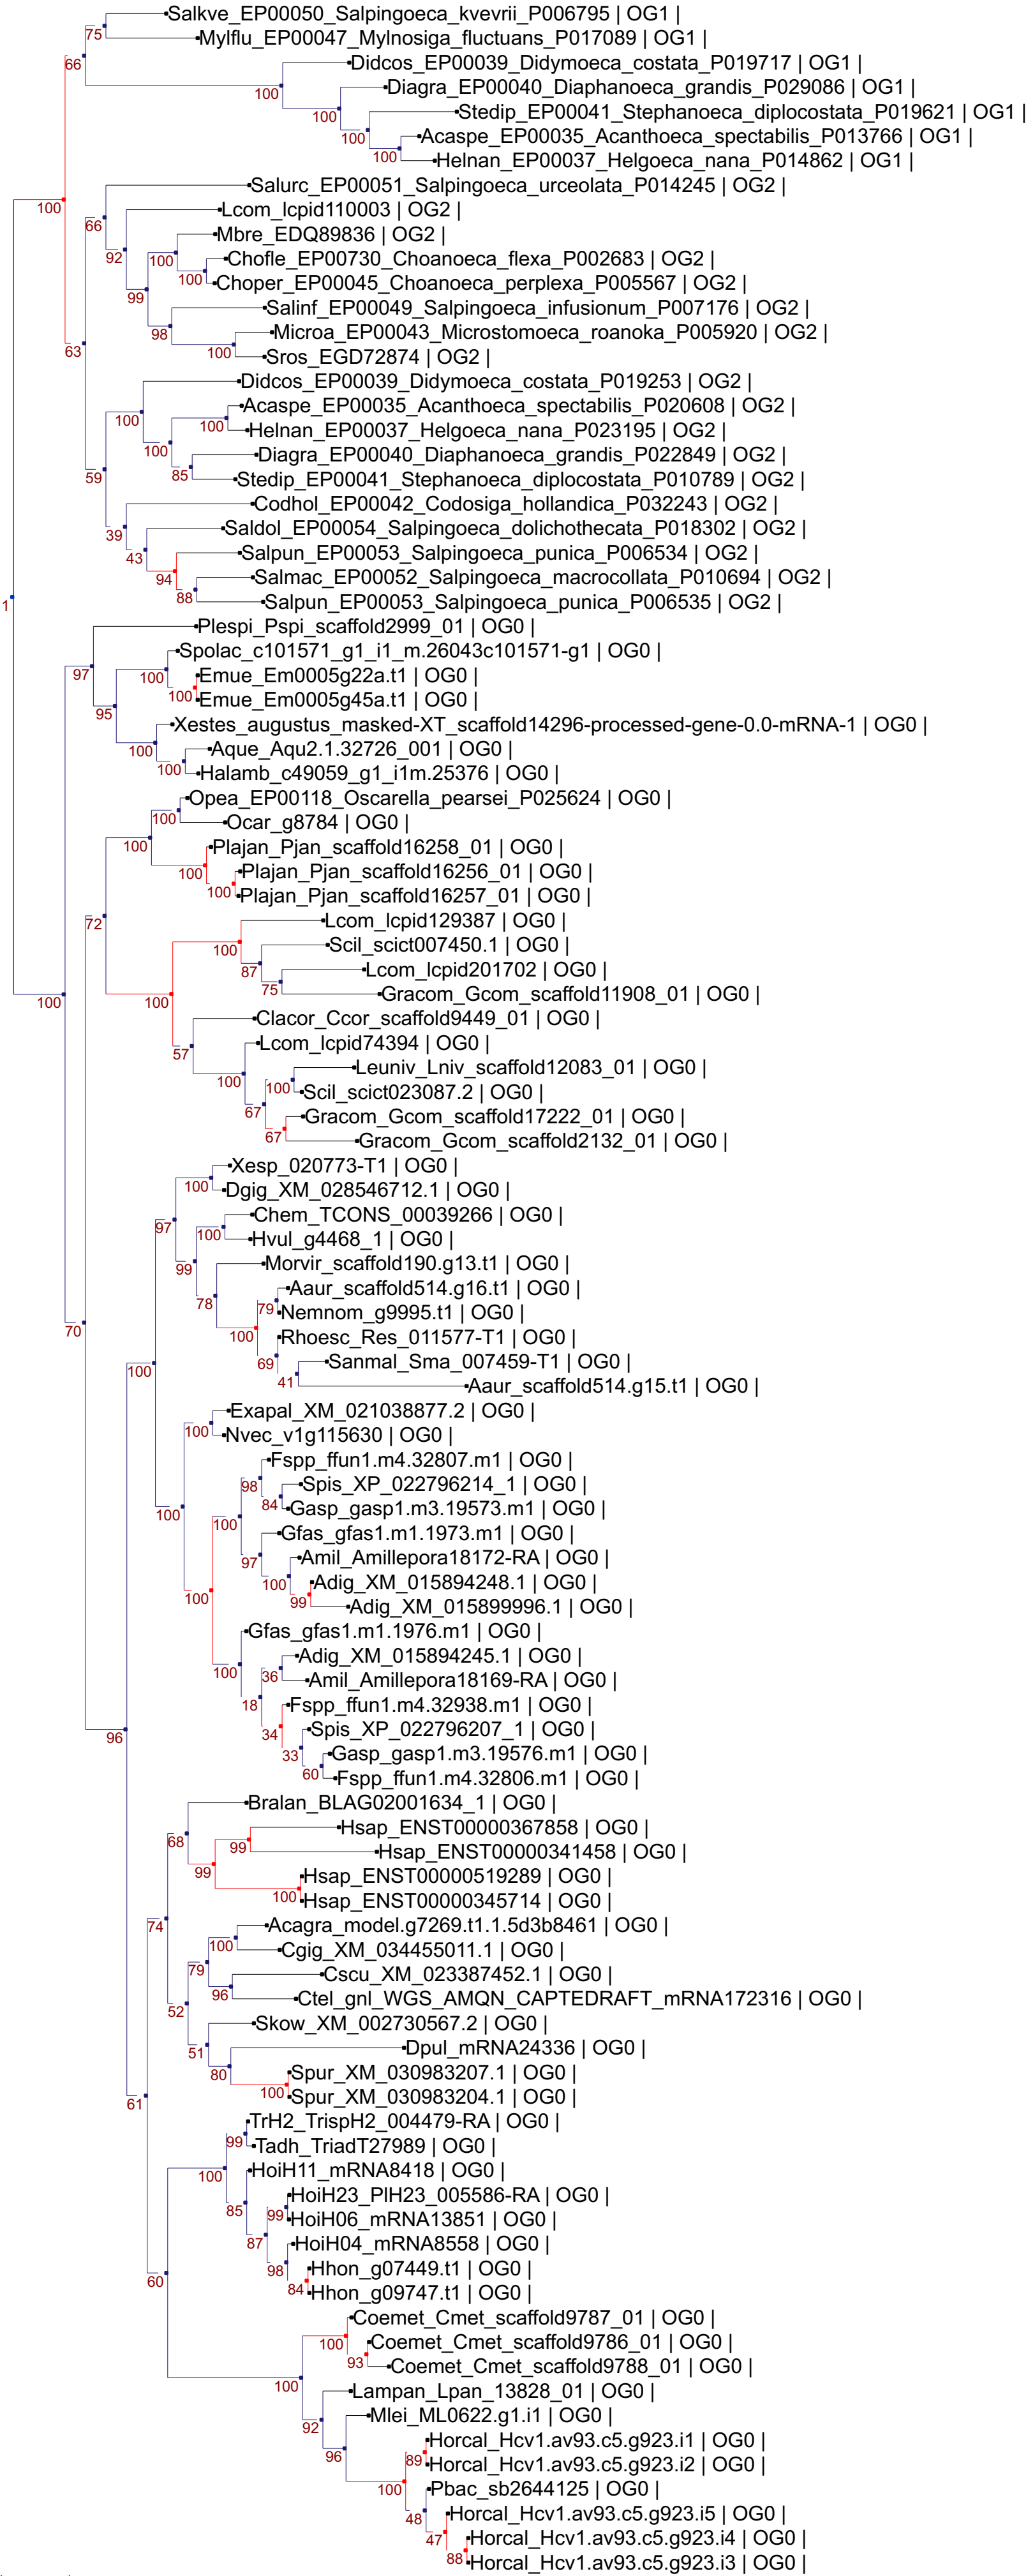 Salkve_EP00050_Salpingoeca_kvevrii_P006795 | OG1 |
75
Mylflu_EP00047_Mylnosiga_fluctuans_P017089 | OG1 |
66
Didcos_EP00039_Didymoeca_costata_P019717 | OG1 |
100
Diagra_EP00040_Diaphanoeca_grandis_P029086 | OG1 |
100
Stedip_EP00041_Stephanoeca_diplocostata_P019621 | OG1 |
100
Acaspe_EP00035_Acanthoeca_spectabilis_P013766 | OG1 |
100
Helnan_EP00037_Helgoeca_nana_P014862 | OG1 |
100
Salurc_EP00051_Salpingoeca_urceolata_P014245 | OG2 |
66
Lcom_lcpid110003 | OG2 |
92
Mbre_EDQ89836 | OG2 |
100
Chofle_EP00730_Choanoeca_flexa_P002683 | OG2 |
100
Choper_EP00045_Choanoeca_perplexa_P005567 | OG2 |
99
Salinf_EP00049_Salpingoeca_infusionum_P007176 | OG2 |
98
Microa_EP00043_Microstomoeca_roanoka_P005920 | OG2 |
100
Sros_EGD72874 | OG2 |
63
Didcos_EP00039_Didymoeca_costata_P019253 | OG2 |
100
Acaspe_EP00035_Acanthoeca_spectabilis_P020608 | OG2 |
100
Helnan_EP00037_Helgoeca_nana_P023195 | OG2 |
100
Diagra_EP00040_Diaphanoeca_grandis_P022849 | OG2 |
85
Stedip_EP00041_Stephanoeca_diplocostata_P010789 | OG2 |
59
Codhol_EP00042_Codosiga_hollandica_P032243 | OG2 |
39
Saldol_EP00054_Salpingoeca_dolichothecata_P018302 | OG2 |
43
Salpun_EP00053_Salpingoeca_punica_P006534 | OG2 |
94
Salmac_EP00052_Salpingoeca_macrocollata_P010694 | OG2 |
88
Salpun_EP00053_Salpingoeca_punica_P006535 | OG2 |
1
Plespi_Pspi_scaffold2999_01 | OG0 |
97
Spolac_c101571_g1_i1_m.26043c101571-g1 | OG0 |
100
Emue_Em0005g22a.t1 | OG0 |
100
Emue_Em0005g45a.t1 | OG0 |
95
Xestes_augustus_masked-XT_scaffold14296-processed-gene-0.0-mRNA-1 | OG0 |
100
Aque_Aqu2.1.32726_001 | OG0 |
100
Halamb_c49059_g1_i1m.25376 | OG0 |
Opea_EP00118_Oscarella_pearsei_P025624 | OG0 |
100
Ocar_g8784 | OG0 |
100
Plajan_Pjan_scaffold16258_01 | OG0 |
100
Plajan_Pjan_scaffold16256_01 | OG0 |
100
Plajan_Pjan_scaffold16257_01 | OG0 |
72
Lcom_lcpid129387 | OG0 |
100
Scil_scict007450.1 | OG0 |
87
Lcom_lcpid201702 | OG0 |
75
Gracom_Gcom_scaffold11908_01 | OG0 |
100
100
Clacor_Ccor_scaffold9449_01 | OG0 |
57
Lcom_lcpid74394 | OG0 |
100
Leuniv_Lniv_scaffold12083_01 | OG0 |
100
Scil_scict023087.2 | OG0 |
67
Gracom_Gcom_scaffold17222_01 | OG0 |
67
Gracom_Gcom_scaffold2132_01 | OG0 |
Xesp_020773-T1 | OG0 |
100
Dgig_XM_028546712.1 | OG0 |
97
Chem_TCONS_00039266 | OG0 |
100
Hvul_g4468_1 | OG0 |
99
Morvir_scaffold190.g13.t1 | OG0 |
78
Aaur_scaffold514.g16.t1 | OG0 |
79
Nemnom_g9995.t1 | OG0 |
100
70
Rhoesc_Res_011577-T1 | OG0 |
69
Sanmal_Sma_007459-T1 | OG0 |
100
41
Aaur_scaffold514.g15.t1 | OG0 |
Exapal_XM_021038877.2 | OG0 |
100
Nvec_v1g115630 | OG0 |
Fspp_ffun1.m4.32807.m1 | OG0 |
98
Spis_XP_022796214_1 | OG0 |
84
Gasp_gasp1.m3.19573.m1 | OG0 |
100
100
Gfas_gfas1.m1.1973.m1 | OG0 |
97
Amil_Amillepora18172-RA | OG0 |
100
Adig_XM_015894248.1 | OG0 |
100
99
Adig_XM_015899996.1 | OG0 |
Gfas_gfas1.m1.1976.m1 | OG0 |
100
Adig_XM_015894245.1 | OG0 |
36
Amil_Amillepora18169-RA | OG0 |
18
Fspp_ffun1.m4.32938.m1 | OG0 |
34
Spis_XP_022796207_1 | OG0 |
96
33
Gasp_gasp1.m3.19576.m1 | OG0 |
60
Fspp_ffun1.m4.32806.m1 | OG0 |
Bralan_BLAG02001634_1 | OG0 |
68
Hsap_ENST00000367858 | OG0 |
99
Hsap_ENST00000341458 | OG0 |
99
Hsap_ENST00000519289 | OG0 |
100
Hsap_ENST00000345714 | OG0 |
74
Acagra_model.g7269.t1.1.5d3b8461 | OG0 |
100
Cgig_XM_034455011.1 | OG0 |
79
Cscu_XM_023387452.1 | OG0 |
96
Ctel_gnl_WGS_AMQN_CAPTEDRAFT_mRNA172316 | OG0 |
52
Skow_XM_002730567.2 | OG0 |
51
Dpul_mRNA24336 | OG0 |
80
Spur_XM_030983207.1 | OG0 |
100
Spur_XM_030983204.1 | OG0 |
61
TrH2_TrispH2_004479-RA | OG0 |
99
Tadh_TriadT27989 | OG0 |
100
HoiH11_mRNA8418 | OG0 |
85
HoiH23_PlH23_005586-RA | OG0 |
99
HoiH06_mRNA13851 | OG0 |
87
HoiH04_mRNA8558 | OG0 |
98
Hhon_g07449.t1 | OG0 |
60
84
Hhon_g09747.t1 | OG0 |
Coemet_Cmet_scaffold9787_01 | OG0 |
100
Coemet_Cmet_scaffold9786_01 | OG0 |
93
Coemet_Cmet_scaffold9788_01 | OG0 |
100
Lampan_Lpan_13828_01 | OG0 |
92
Mlei_ML0622.g1.i1 | OG0 |
96
Horcal_Hcv1.av93.c5.g923.i1 | OG0 |
89
Horcal_Hcv1.av93.c5.g923.i2 | OG0 |
100
Pbac_sb2644125 | OG0 |
48
Horcal_Hcv1.av93.c5.g923.i5 | OG0 |
47
Horcal_Hcv1.av93.c5.g923.i4 | OG0 |
88
Horcal_Hcv1.av93.c5.g923.i3 | OG0 |